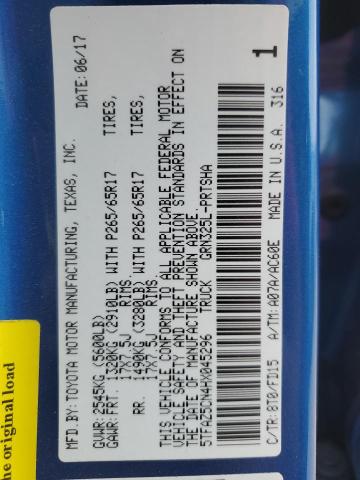 MFD.BY:TOYOTA MOTOR MANUFACTURING, TEXAS, INC. DATE: 06/17
GVWR:2545KG (5600LB)
GAWR:FRT. 1320KG (2910LB) WITH P265/65R17 TIRES,
17X7.5J RIMS.
RR. 1490KG (3280LB) WITH P265/65R17 TIRES,
17X7.5J RIMS.
THIS VEHICLE CONFORMS TO ALL APPLICABLE FEDERAL MOTOR
VEHICLE SAFETY AND THEFT PREVENTION STANDARDS IN EFFECT ON
THE DATE OF MANUFACTURE SHOWN ABOVE.
5TFAZ5CN4HX045296 TRUCK GRN325L-PRTSHA
C/TR:8T0/FD15 A/TM:A07A/AC60E MADE IN U.S.A. 316
1
the original load